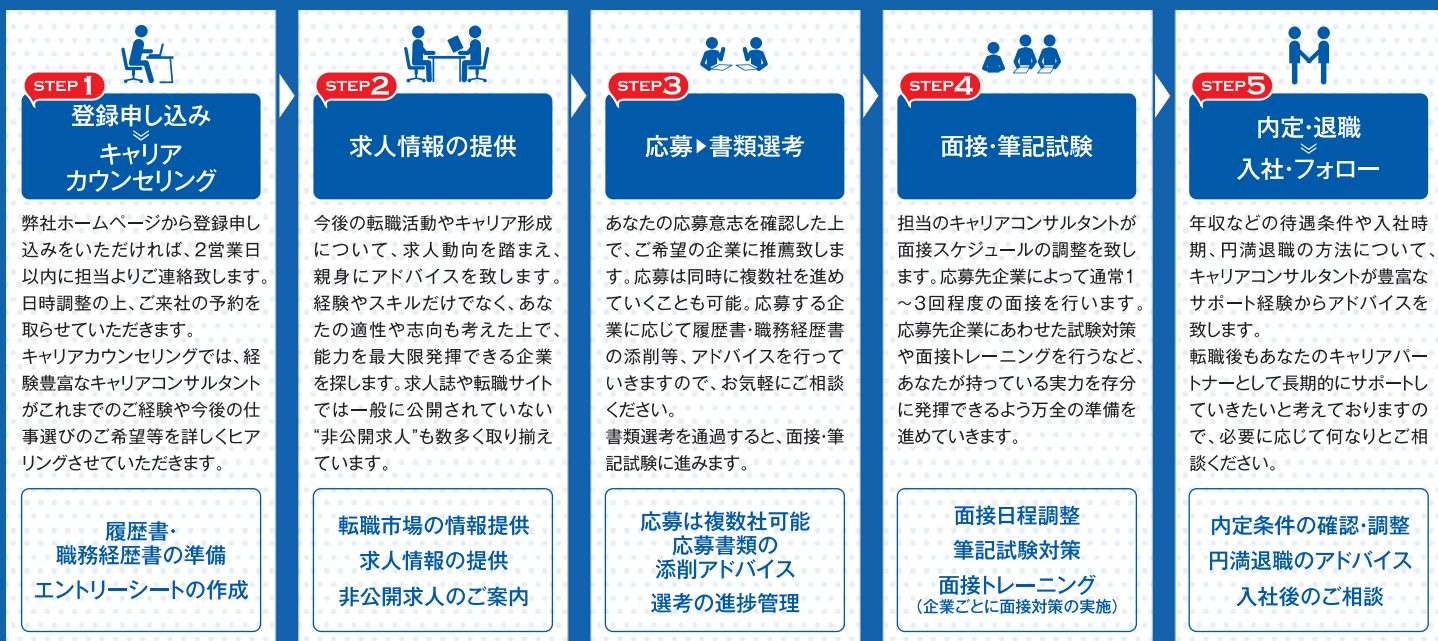 STEP 1
登録申し込み
キャリア
カウンセリング
弊社ホームページから登録申し
込みをいただければ、2営業日
以内に担当よりご連絡致します。
日時調整の上、ご来社の予約を
取らせていただきます。
キャリアカウンセリングでは、経
験豊富なキャリアコンサルタント
がこれまでのご経験や今後の仕
事選びのご希望等を詳しくヒア
リングさせていただきます。
履歴書・
職務経歴書の準備
エントリーシートの作成
STEP 2
求人情報の提供
今後の転職活動やキャリア形成
について、求人動向を踏まえ、
親身にアドバイスを致します。
経験やスキルだけでなく、あな
たの適性や志向も考えた上で、
能力を最大限発揮できる企業
を探します。求人誌や転職サイト
では一般に公開されていない
“非公開求人”も数多く取り揃え
ています。
転職市場の情報提供
求人情報の提供
非公開求人のご案内
STEP 3
応募▶書類選考
あなたの応募意志を確認した上
で、ご希望の企業に推薦致しま
す。応募は同時に複数社を進め
ていくことも可能。応募する企
業に応じて履歴書・職務経歴書
の添削等、アドバイスを行って
いきますので、お気軽にご相談
ください。
書類選考を通過すると、面接・筆
記試験に進みます。
応募は複数社可能
応募書類の
添削アドバイス
選考の進捗管理
STEP 4
面接・筆記試験
担当のキャリアコンサルタントが
面接スケジュールの調整を致し
ます。応募先企業によって通常1
～3回程度の面接を行います。
応募先企業にあわせた試験対策
や面接トレーニングを行うなど、
あなたが持っている実力を存分
に発揮できるよう万全の準備を
進めていきます。
面接日程調整
筆記試験対策
面接トレーニング
（企業ごとに面接対策の実施）
STEP 5
内定・退職
入社・フォロー
年収などの待遇条件や入社時
期、円満退職の方法について、
キャリアコンサルタントが豊富な
サポート経験からアドバイスを
致します。
転職後もあなたのキャリアパー
トナーとして長期的にサポートし
ていきたいと考えておりますの
で、必要に応じて何なりとご相
談ください。
内定条件の確認・調整
円満退職のアドバイス
入社後のご相談